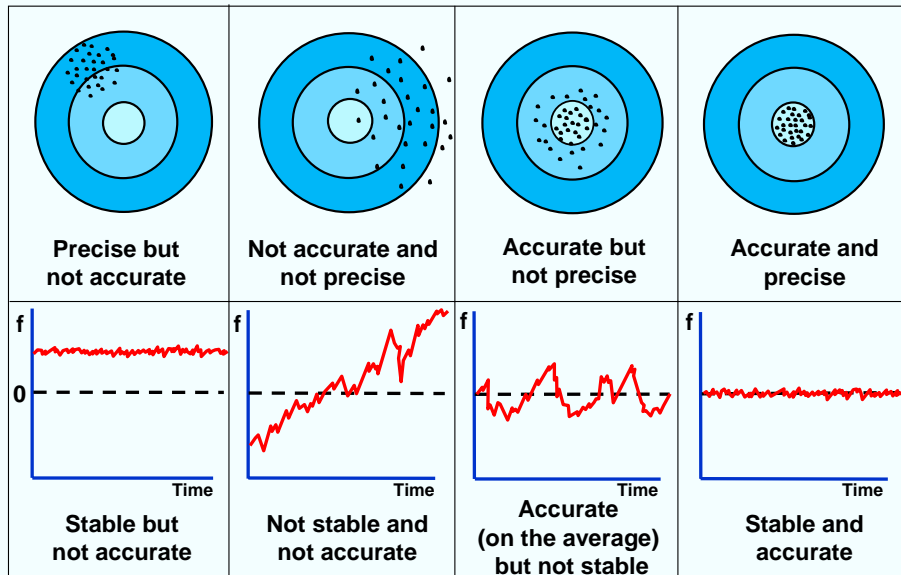 Precise but
not accurate
Not accurate and
not precise
Accurate but
not precise
Accurate and
precise
f
0
Time
Stable but
not accurate
f
Time
Not stable and
not accurate
f
Time
Accurate
(on the average)
but not stable
f
Time
Stable and
accurate